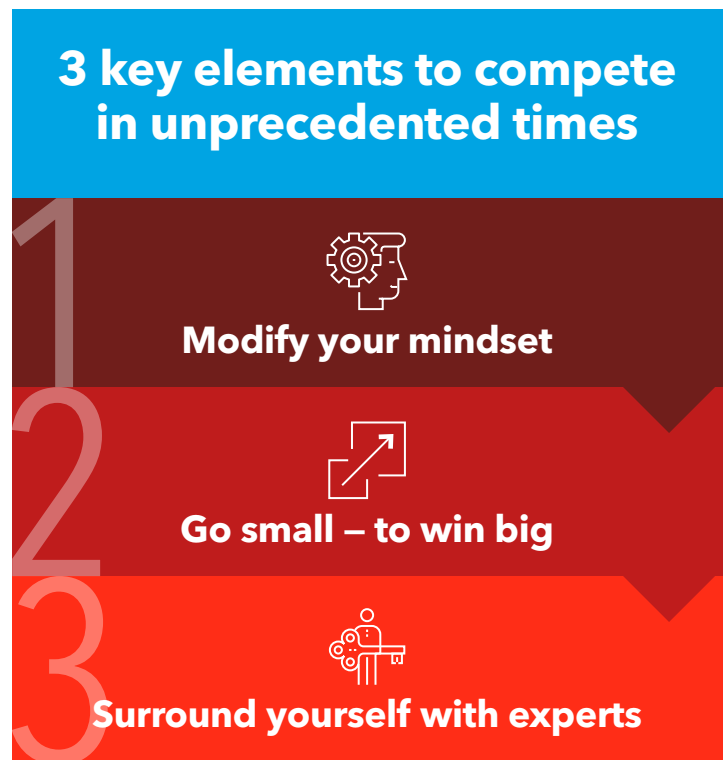 3 key elements to compete
in unprecedented times
1
Modify your mindset
2
Go small – to win big
3
Surround yourself with experts